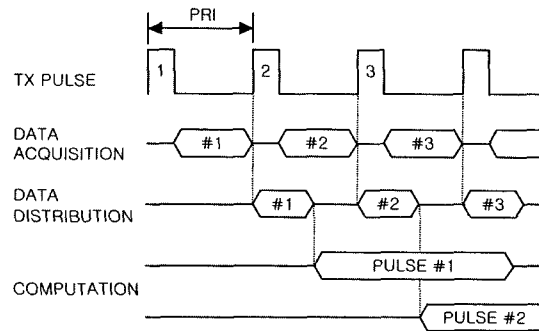 PRI
TX PULSE
1
2
3
DATA
ACQUISITION
#1
#2
#3
DATA
DISTRIBUTION
#1
#2
#3
COMPUTATION
PULSE #1
PULSE #2